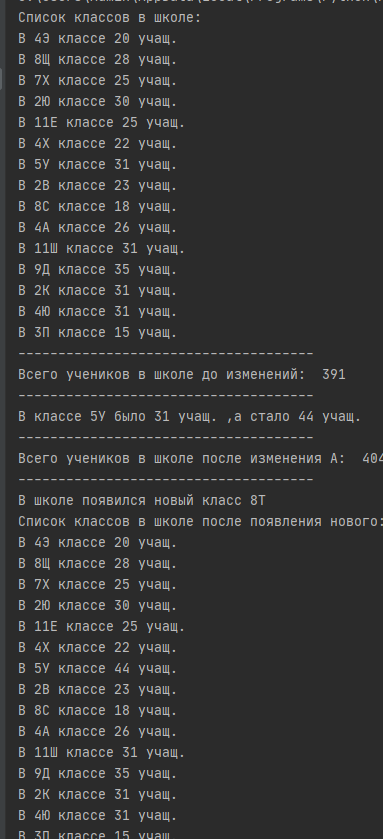 Список классов в школе:
В 4Э классе 20 учащ.
В 8Щ классе 28 учащ.
В 7Х классе 25 учащ.
В 2Ю классе 30 учащ.
В 11Е классе 25 учащ.
В 4Х классе 22 учащ.
В 5У классе 31 учащ.
В 2В классе 23 учащ.
В 8С классе 18 учащ.
В 4А классе 26 учащ.
В 11Ш классе 31 учащ.
В 9Д классе 35 учащ.
В 2К классе 31 учащ.
В 4Ю классе 31 учащ.
В 3П классе 15 учащ.
-------------------------------------
Всего учеников в школе до изменений:  391
-------------------------------------
В классе 5У было 31 учащ. ,а стало 44 учащ.
-------------------------------------
Всего учеников в школе после изменения А:  404
-------------------------------------
В школе появился новый класс 8Т
Список классов в школе после появления нового:
В 4Э классе 20 учащ.
В 8Щ классе 28 учащ.
В 7Х классе 25 учащ.
В 2Ю классе 30 учащ.
В 11Е классе 25 учащ.
В 4Х классе 22 учащ.
В 5У классе 44 учащ.
В 2В классе 23 учащ.
В 8С классе 18 учащ.
В 4А классе 26 учащ.
В 11Ш классе 31 учащ.
В 9Д классе 35 учащ.
В 2К классе 31 учащ.
В 4Ю классе 31 учащ.
В 3П классе 15 учащ.